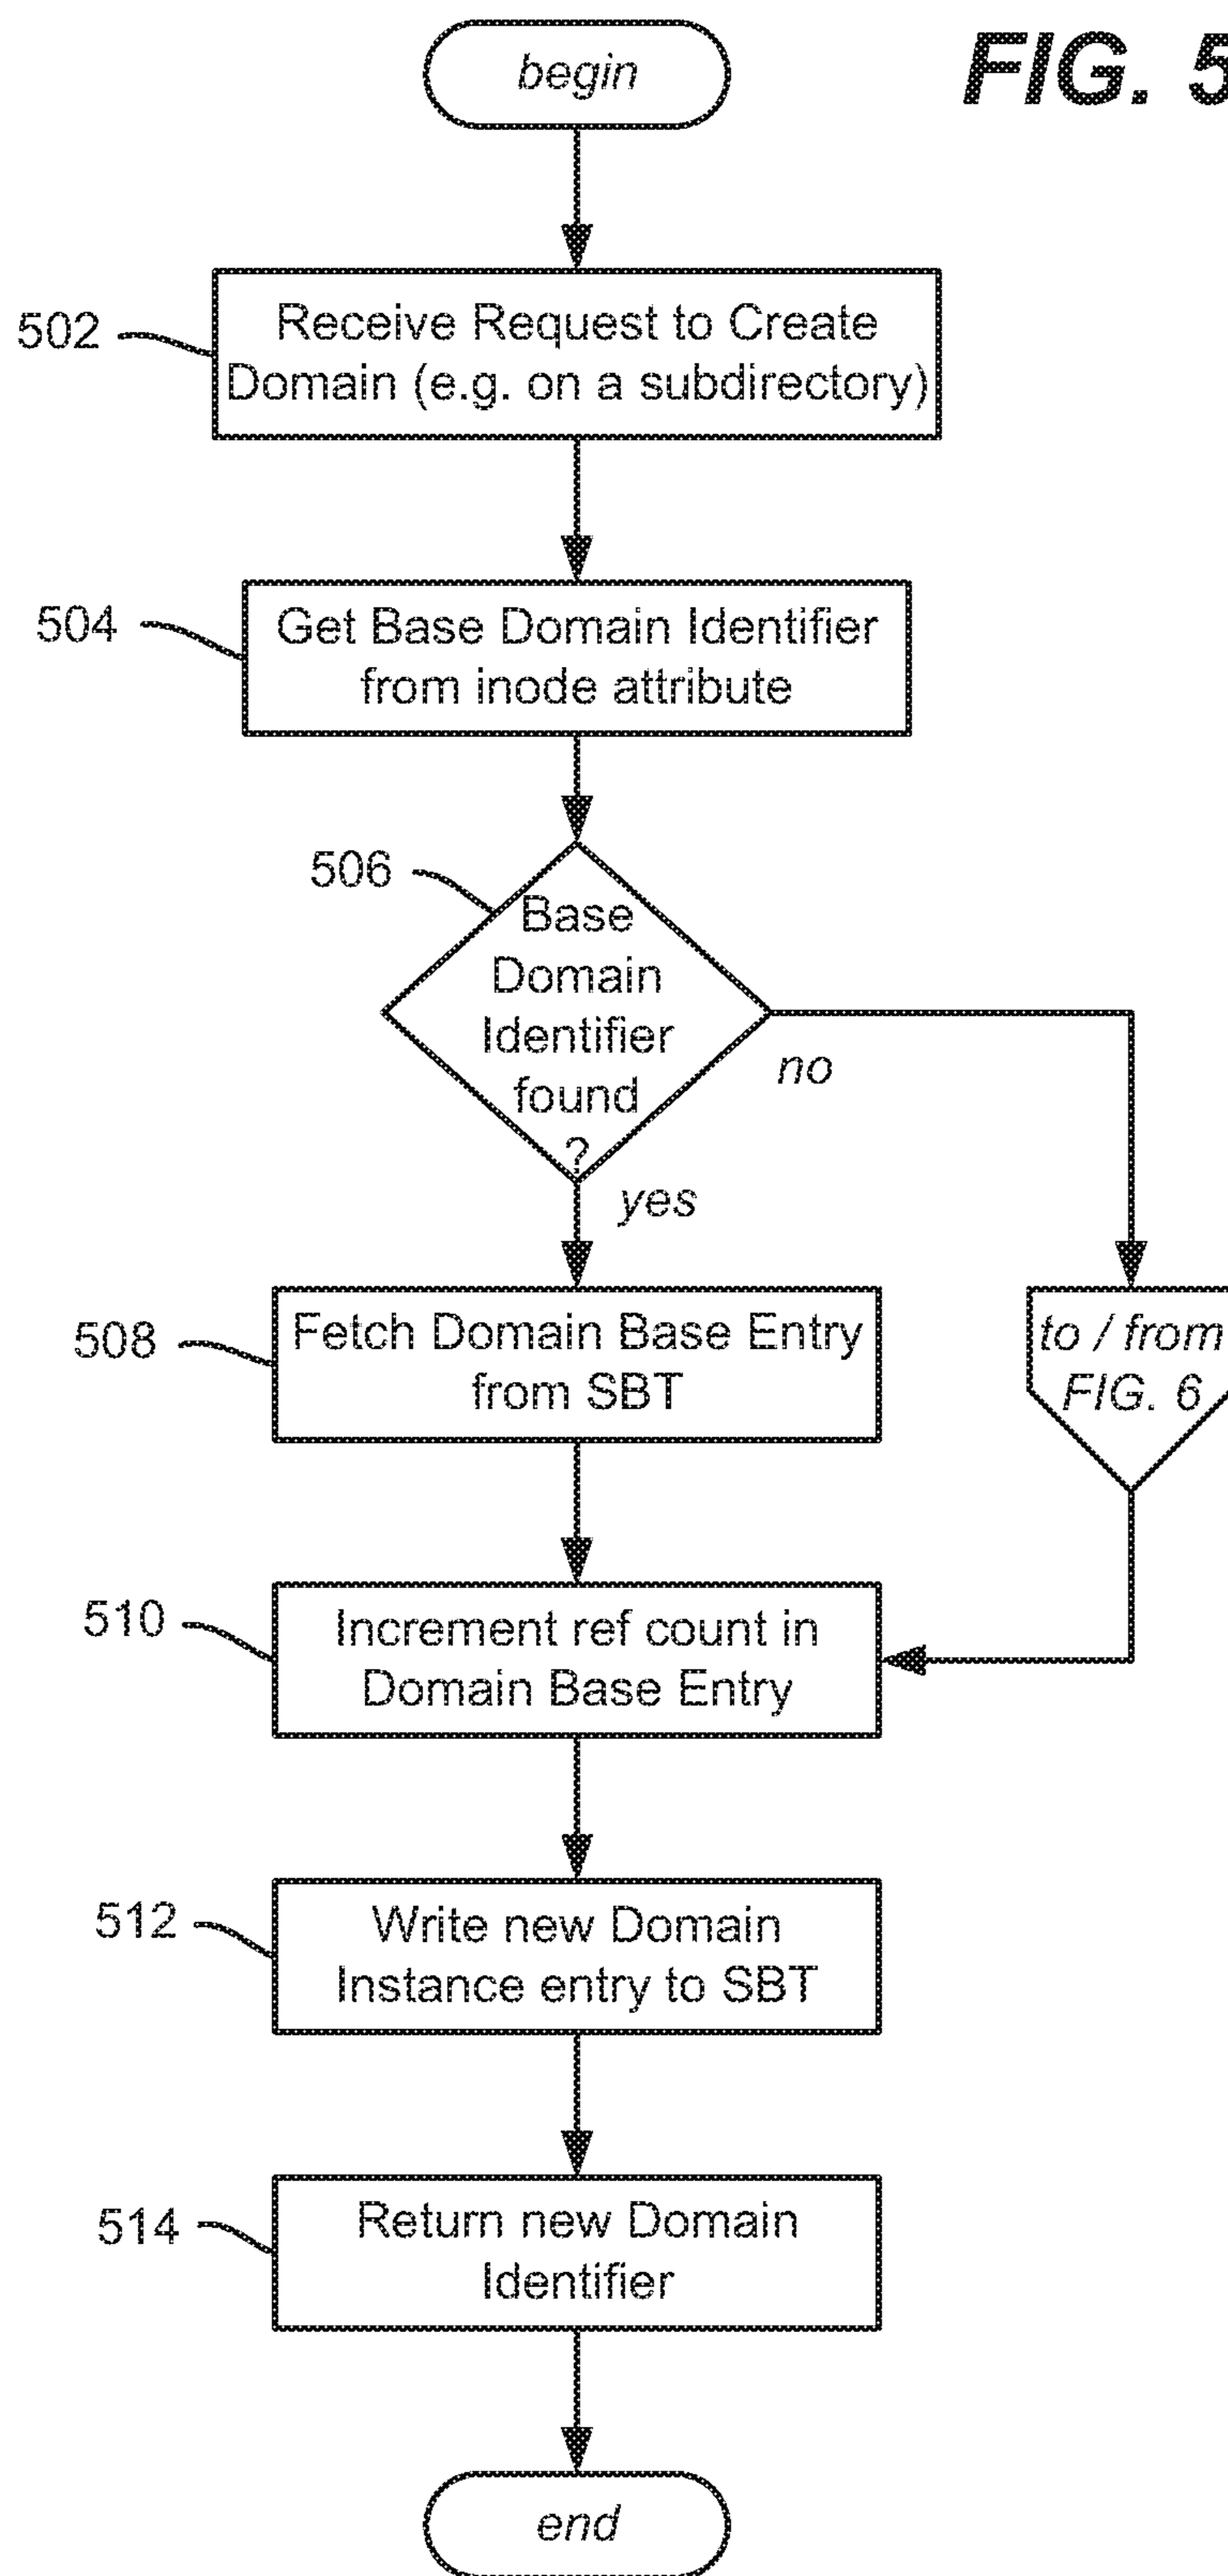 begin
FIG. 5
502
Receive Request to Create
Domain (e.g. on a subdirectory)
504
Get Base Domain Identifier
from inode attribute
506
Base
Domain
Identifier
found
?
no
yes
508
Fetch Domain Base Entry
from SBT
to / from
FIG. 6
510
Increment ref count in
Domain Base Entry
512
Write new Domain
Instance entry to SBT
514
Return new Domain
Identifier
end